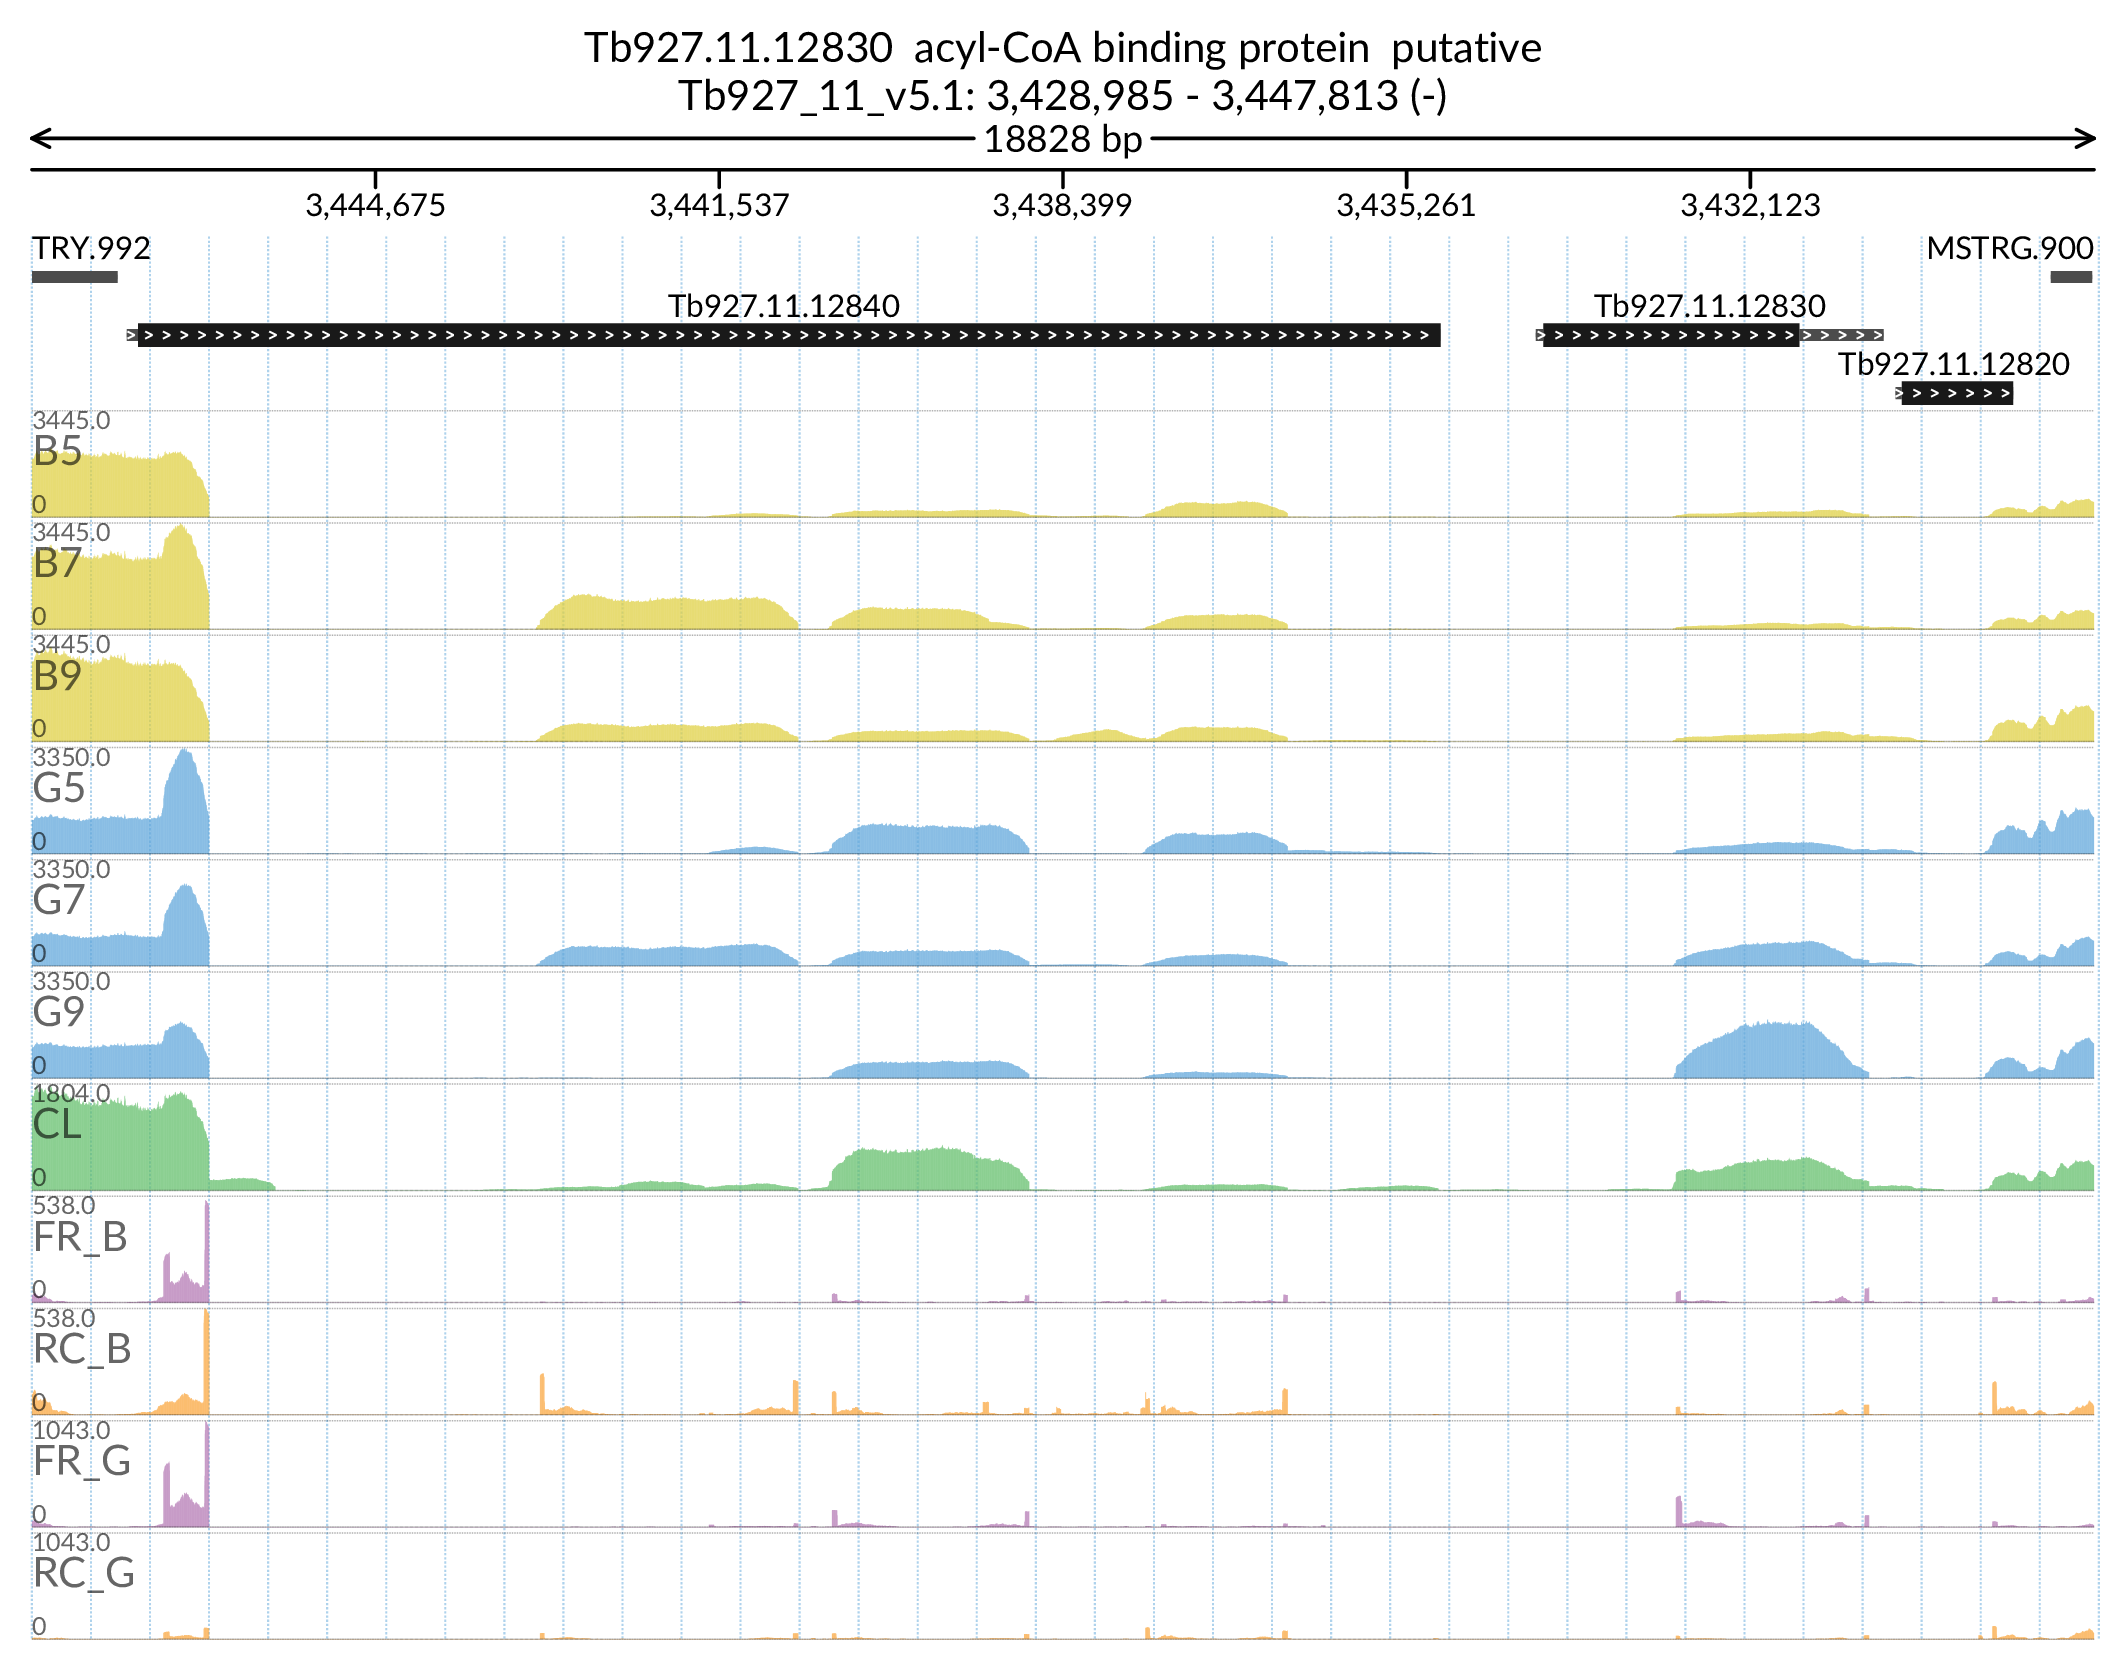 Tb927.11.12830  acyl-CoA binding protein  putative
Tb927_11_v5.1: 3,428,985 - 3,447,813 (-)
18828 bp
3,444,675 3,441,537 3,438,399 3,435,261 3,432,123
TRY.992 MSTRG.900
Tb927.11.12840 Tb927.11.12830
Tb927.11.12820
3445.0
B5
0
3445.0
B7
0
3445.0
B9
0
3350.0
G5
0
3350.0
G7
0
3350.0
G9
0
1804.0
CL
0
538.0
FR_B
0
538.0
RC_B
0
1043.0
FR_G
0
1043.0
RC_G
0